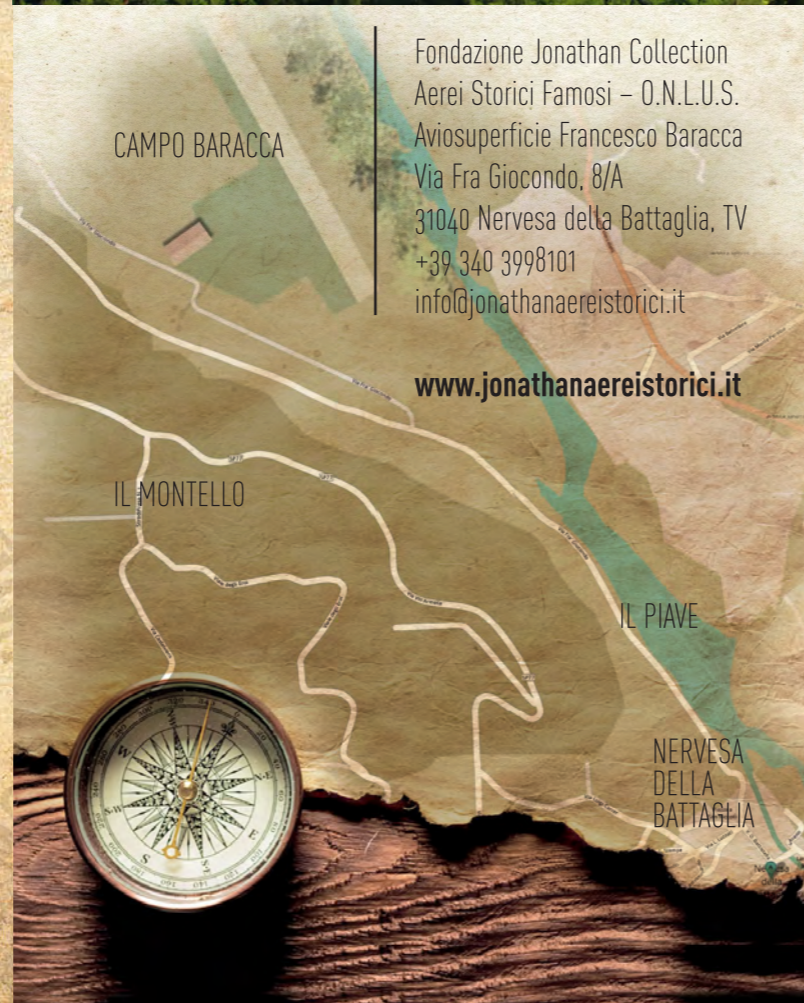 CAMPO BARACCA
Fondazione Jonathan Collection
Aerei Storici Famosi – O.N.L.U.S.
Aviosuperficie Francesco Baracca
Via Fra Giocondo, 8/A
31040 Nervesa della Battaglia, TV
+39 340 3998101
info@jonathanaereistorici.it
www.jonathanaereistorici.it
IL MONTELLO
IL PIAVE
NERVESA
DELLA
BATTAGLIA